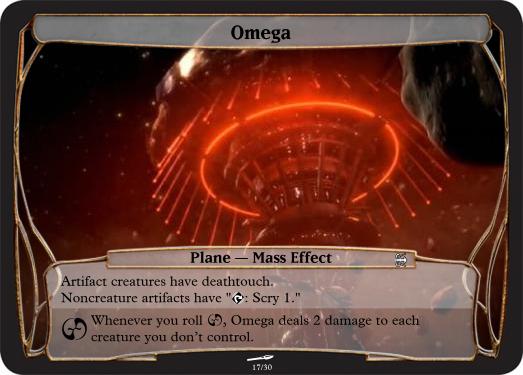 Omega
Plane — Mass Effect
Artifact creatures have deathtouch.
Noncreature artifacts have ": Scry 1."
Whenever you roll , Omega deals 2 damage to each
creature you don't control.
17/30